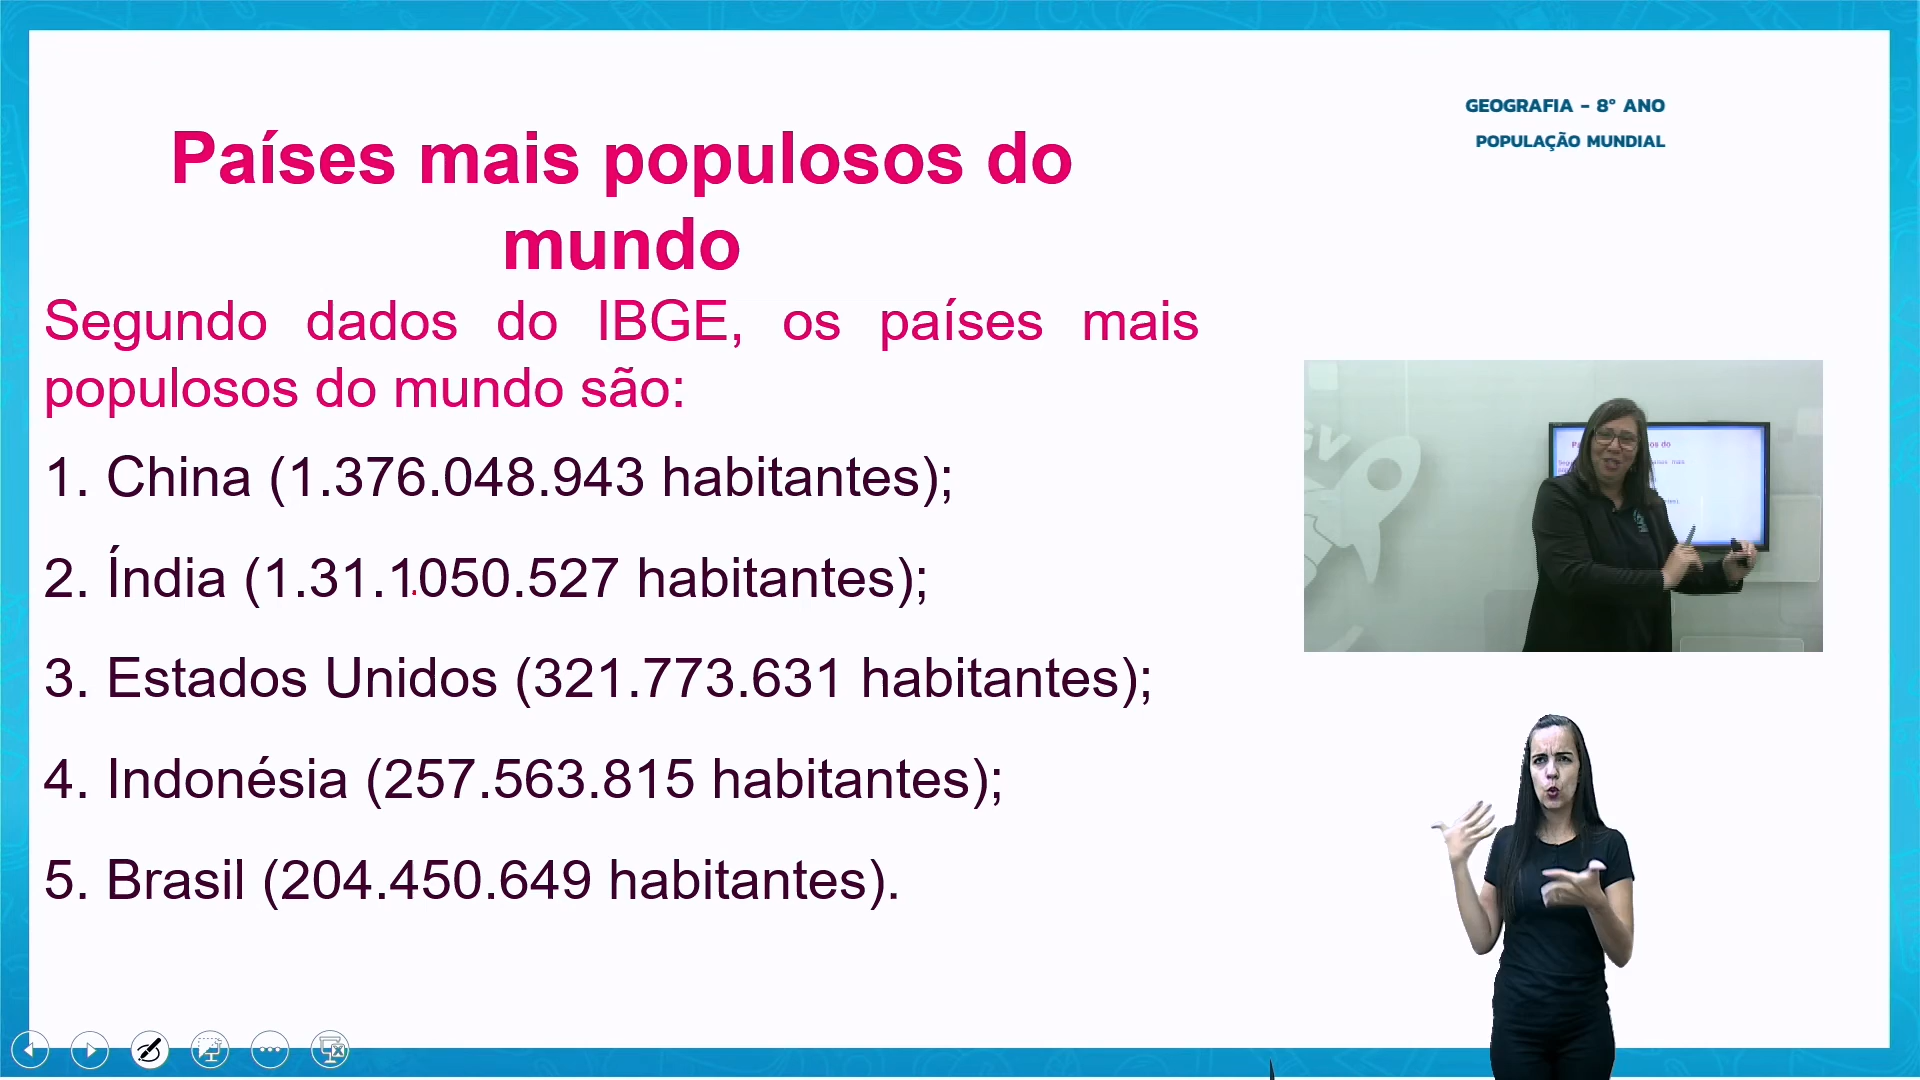 GEOGRAFIA - 8º ANO
POPULAÇÃO MUNDIAL
Países mais populosos do
mundo
Segundo dados do IBGE, os países mais
populosos do mundo são:
1. China (1.376.048.943 habitantes);
2. Índia (1.31.1050.527 habitantes);
3. Estados Unidos (321.773.631 habitantes);
4. Indonésia (257.563.815 habitantes);
5. Brasil (204.450.649 habitantes).